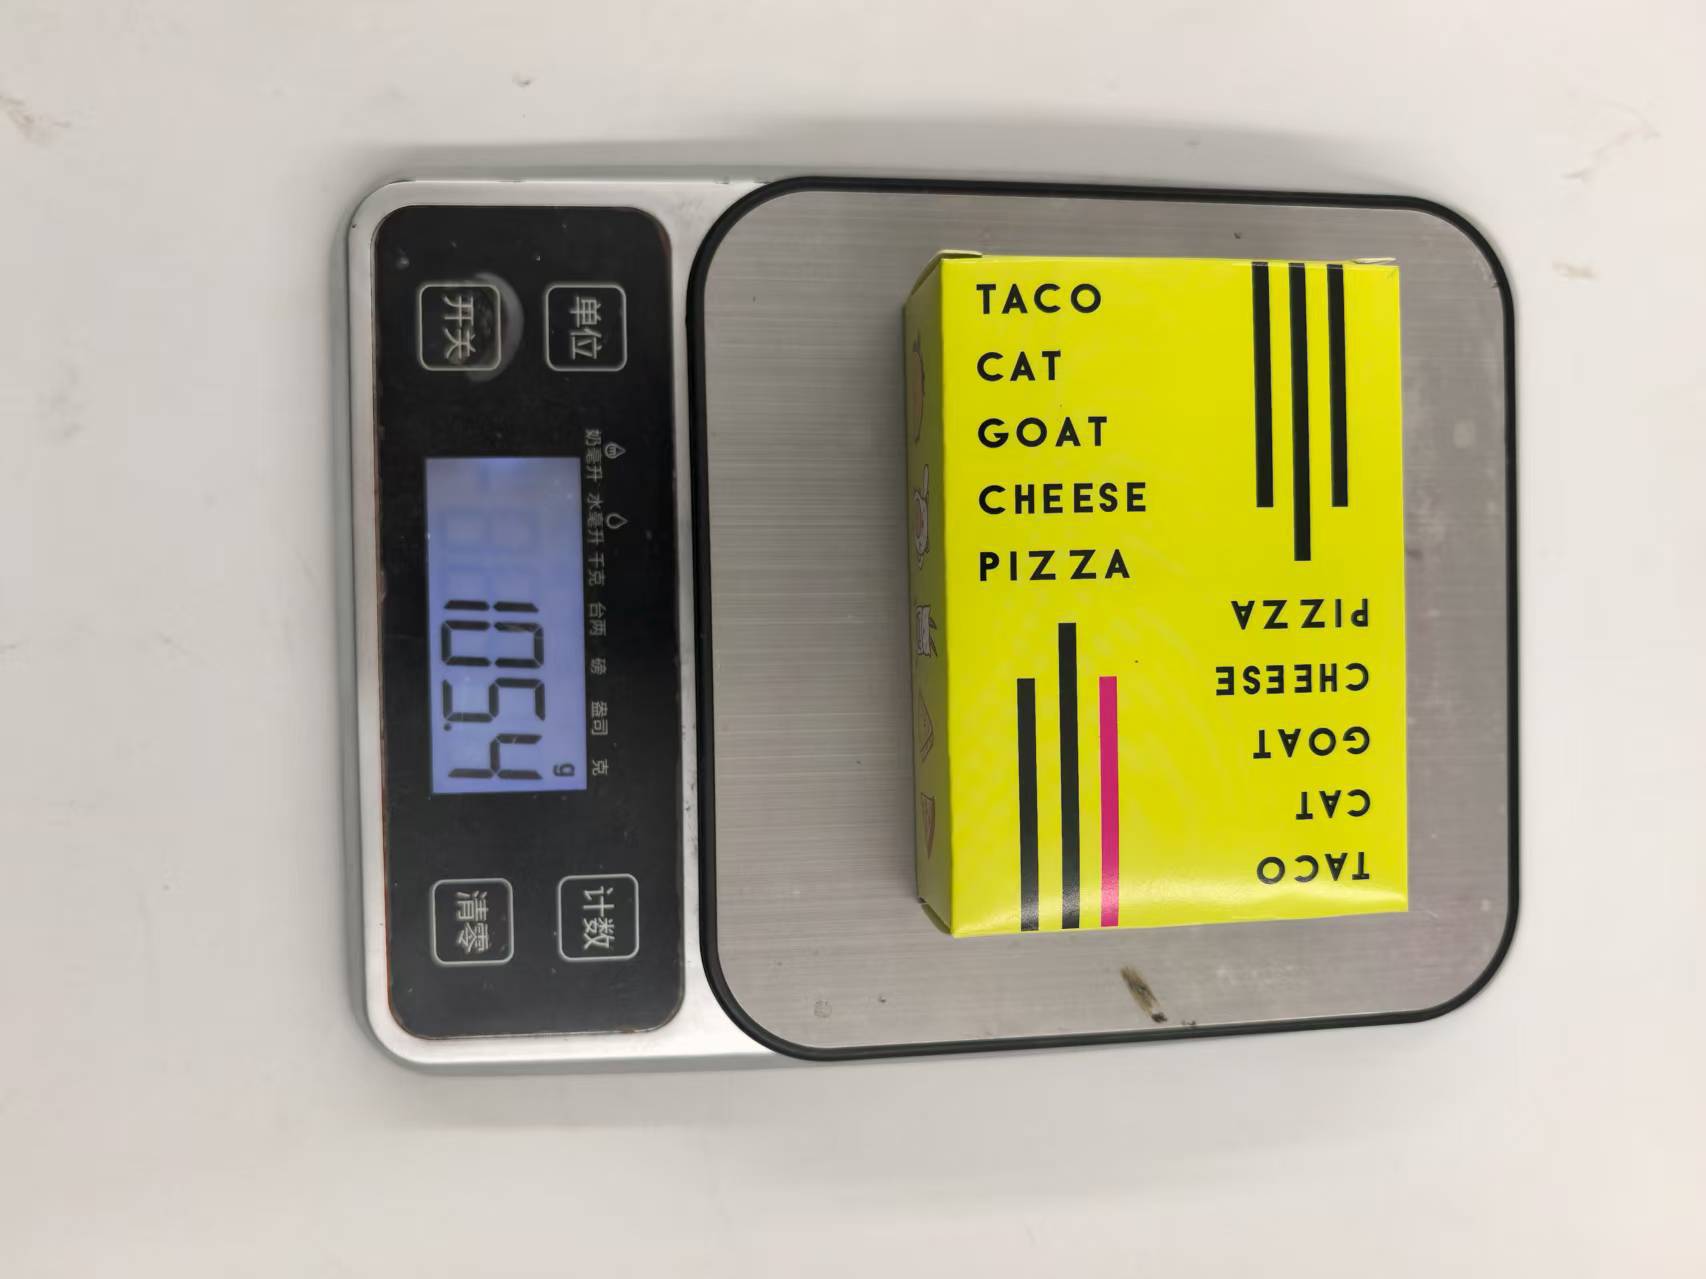 开关
单位
奶毫升 水毫升 千克 台两 磅 盎司 克
105.4 g
清零
计数
TACO
CAT
GOAT
CHEESE
PIZZA
TACO
CAT
GOAT
CHEESE
PIZZA